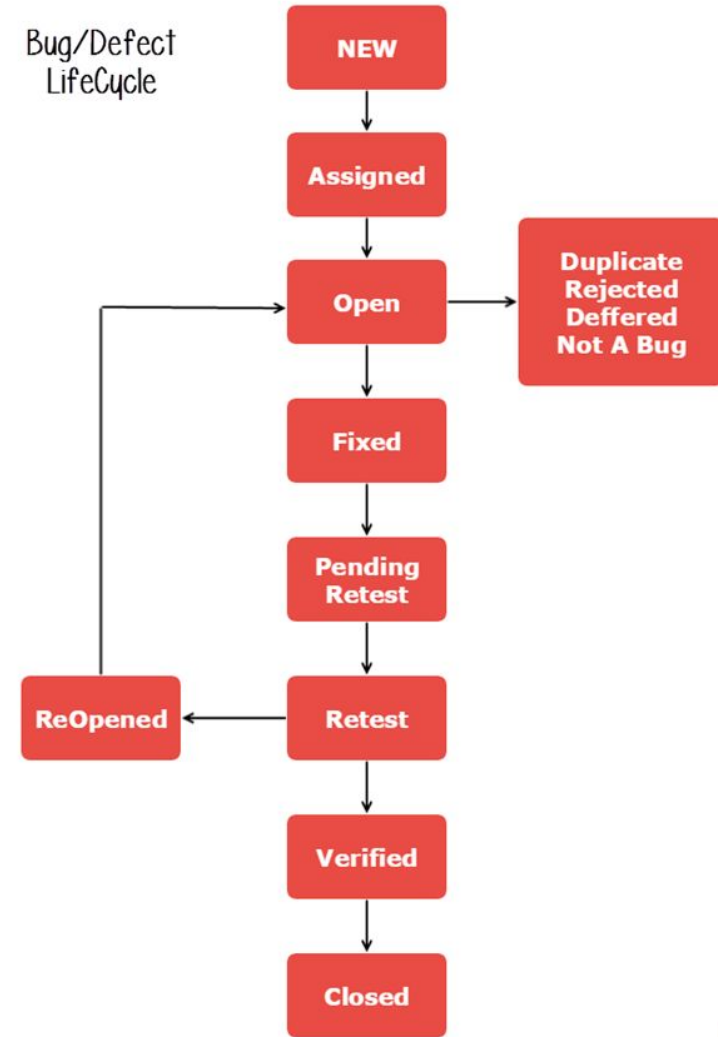 Bug/Defect
LifeCycle
NEW
Assigned
Open
Duplicate
Rejected
Deffered
Not A Bug
Fixed
Pending
Retest
ReOpened
Retest
Verified
Closed